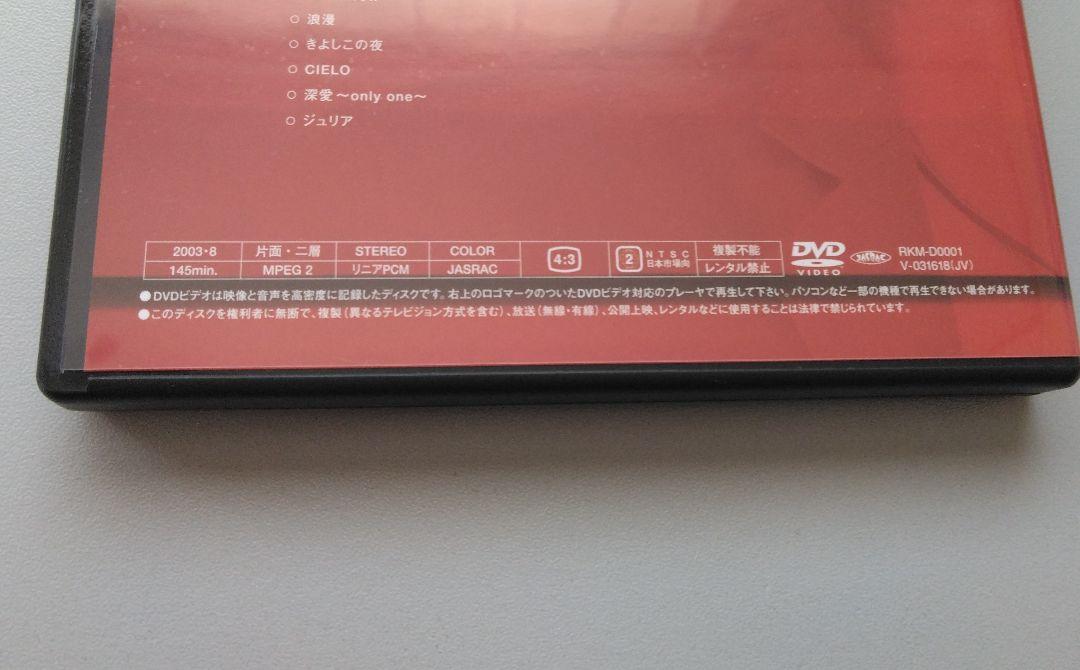 ○ 浪漫
○ きよしこの夜
○ CIELO
○ 深愛～only one～
○ ジュリア
2003・8 片面・二層 STEREO COLOR 4:3 2 NTSC 日本市場向 複製不能
145min. MPEG 2 リニアPCM JASRAC レンタル禁止
DVD VIDEO JASRAC RKM-D0001
V-031618(JV)
●DVDビデオは映像と音声を高密度に記録したディスクです。右上のロゴマークのついたDVDビデオ対応のプレーヤで再生して下さい。パソコンなど一部の機種で再生できない場合があります。
●このディスクを権利者に無断で、複製(異なるテレビジョン方式を含む)、放送(無線・有線)、公開上映、レンタルなどに使用することは法律で禁じられています。